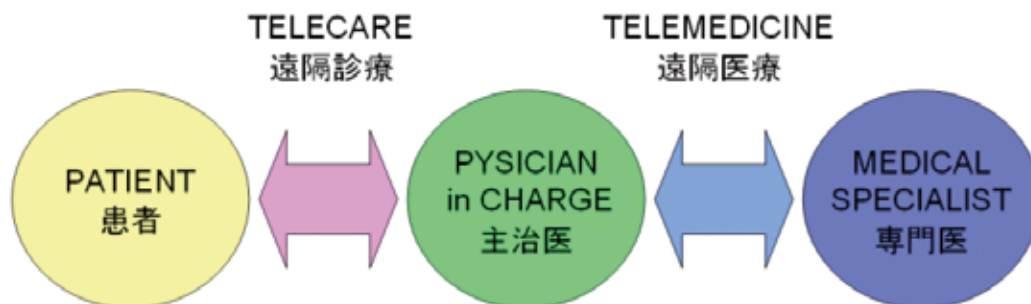 TELECARE
遠隔診療
TELEMEDICINE
遠隔医療
PATIENT
患者
PYSICIAN
in CHARGE
主治医
MEDICAL
SPECIALIST
専門医